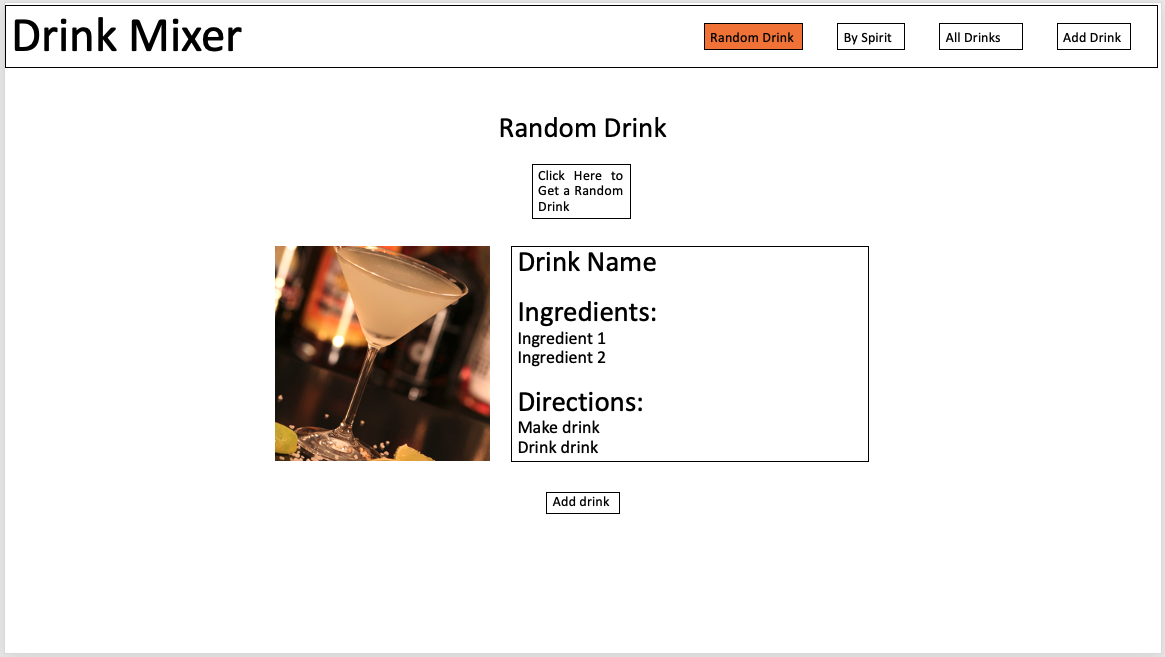 Drink Mixer
Random Drink
By Spirit
All Drinks
Add Drink
Random Drink
Click Here to
Get a Random
Drink
Drink Name
Ingredients:
Ingredient 1
Ingredient 2
Directions:
Make drink
Drink drink
Add drink